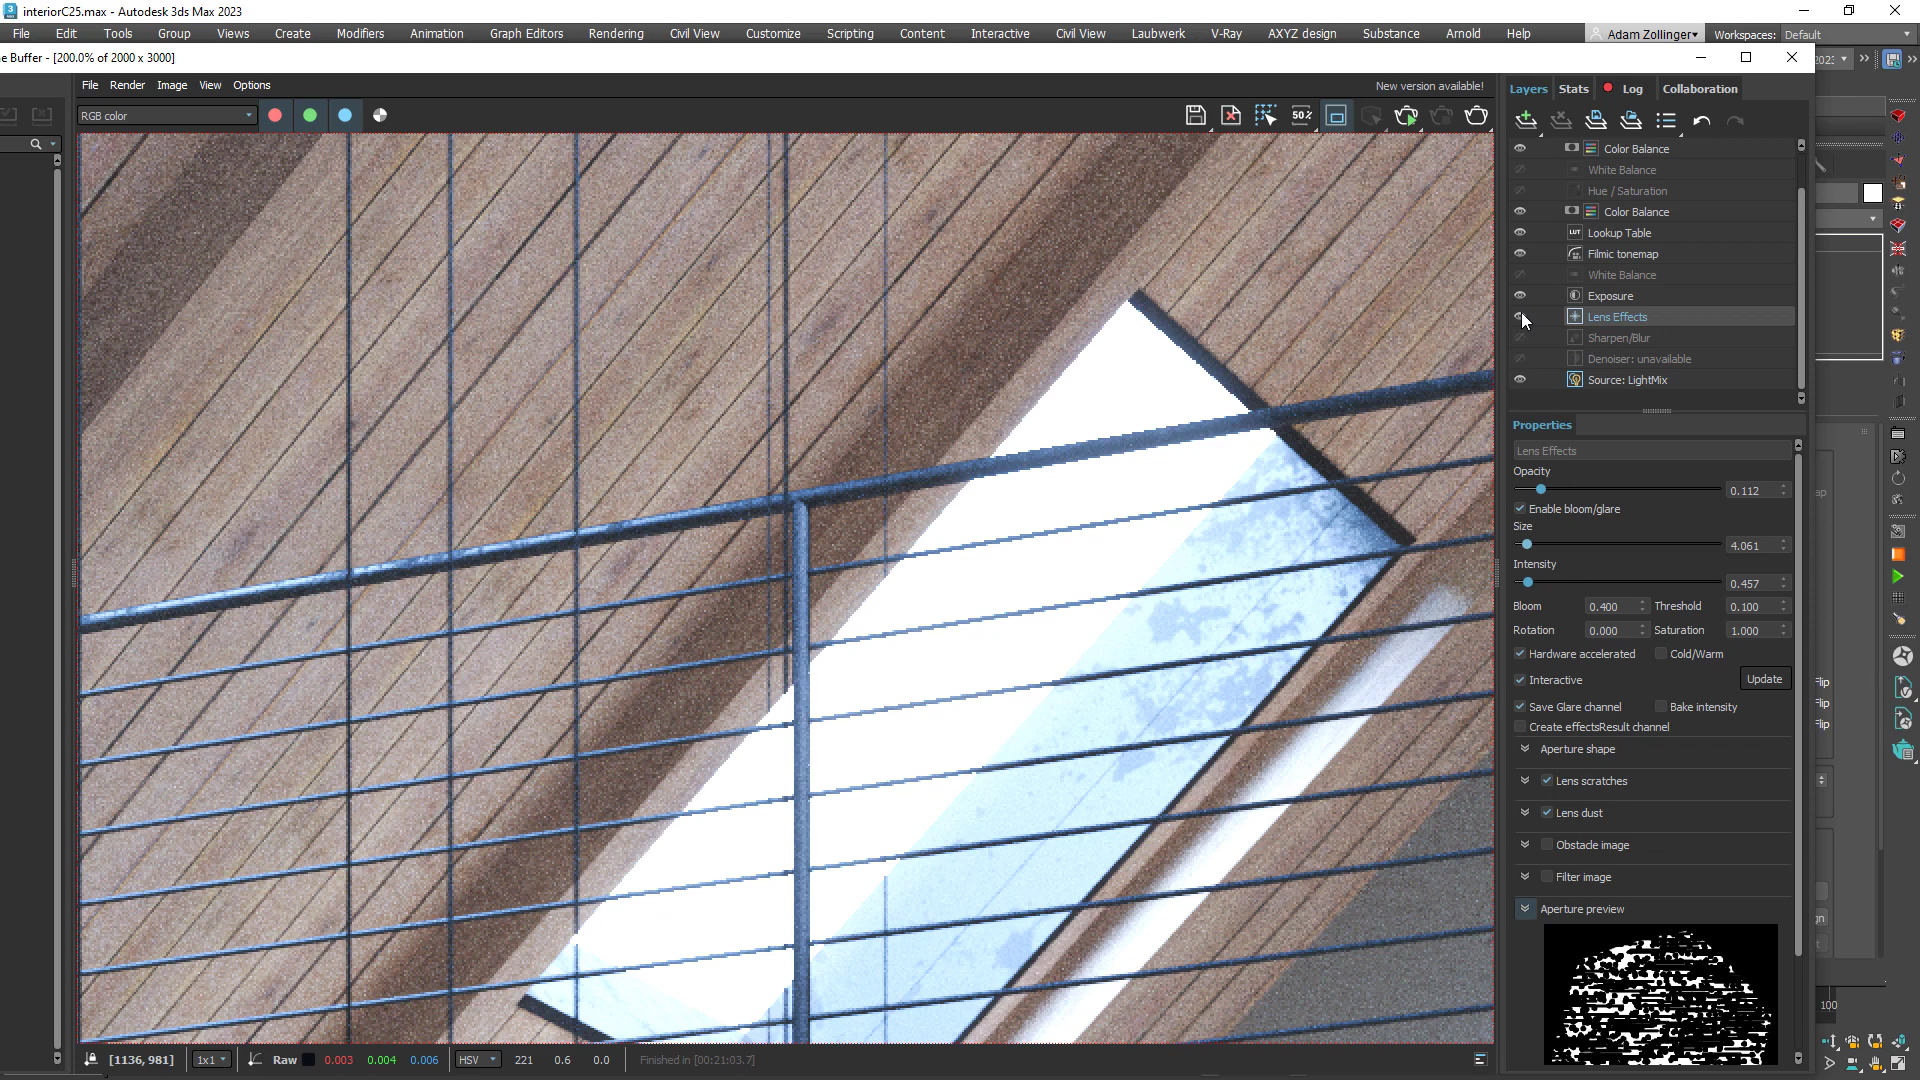 interiorC25.max - Autodesk 3ds Max 2023
File Edit Tools Group Views Create Modifiers Animation Graph Editors Rendering Civil View Customize Scripting Content Interactive Civil View Laubwerk V-Ray AXYZ design Substance Arnold Help Adam Zollinger Workspaces: Default
e Buffer - [200.0% of 2000 x 3000]
File Render Image View Options New version available!
Layers Stats Log Collaboration
RGB color
50%
Color Balance
White Balance
Hue / Saturation
Color Balance
LUT Lookup Table
Filmic tonemap
White Balance
Exposure
Lens Effects
Sharpen/Blur
Denoiser: unavailable
Source: LightMix
Properties
Lens Effects
Opacity
0.112
Enable bloom/glare
Size
4.061
Intensity
0.457
Bloom 0.400 Threshold 0.100
Rotation 0.000 Saturation 1.000
Hardware accelerated Cold/Warm
Interactive Update
Save Glare channel Bake intensity
Create effectsResult channel
Aperture shape
Lens scratches
Lens dust
Obstacle image
Filter image
Aperture preview
Flip
Flip
Flip
100
[1136, 981] 1x1 Raw 0.003 0.004 0.006 HSV 221 0.6 0.0 Finished in [00:21:03.7]